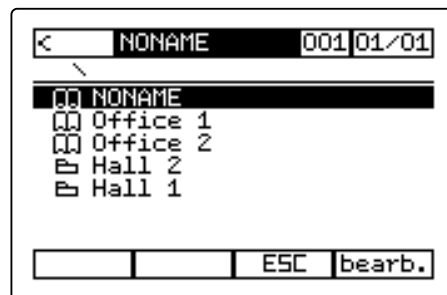 < NONAME 001 01/01
\
NONAME
Office 1
Office 2
Hall 2
Hall 1
ESC bearb.